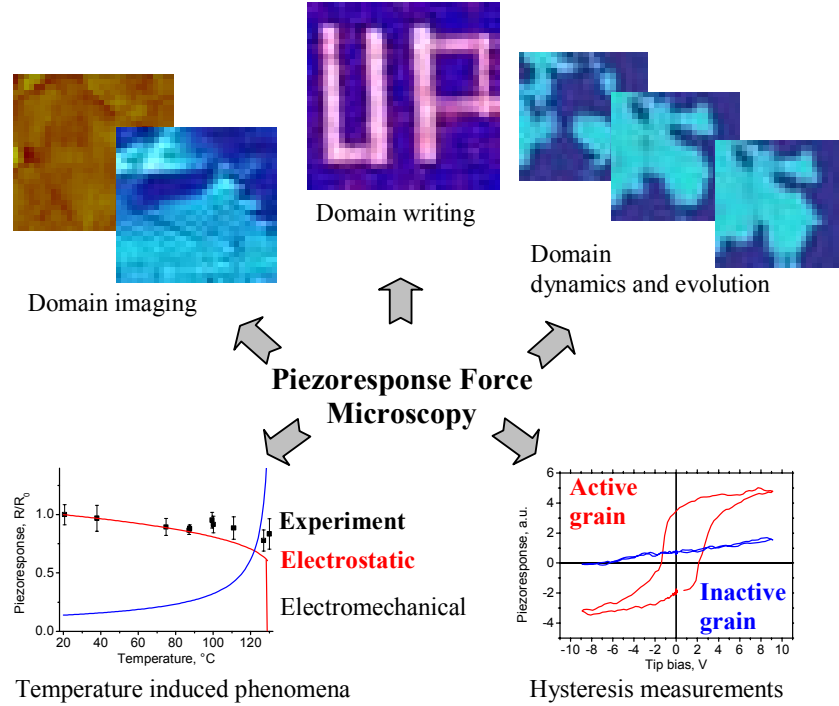 UP
Domain writing
Domain imaging
Domain
dynamics and evolution
Piezoresponse Force
Microscopy
Piezoresponse, R/R0
1.0
0.5
0.0
20 40 60 80 100 120
Temperature, °C
Experiment
Electrostatic
Electromechanical
Temperature induced phenomena
Piezoresponse, a.u.
6
4
2
0
-2
-4
-10 -8 -6 -4 -2 0 2 4 6 8 10
Tip bias, V
Active
grain
Inactive
grain
Hysteresis measurements